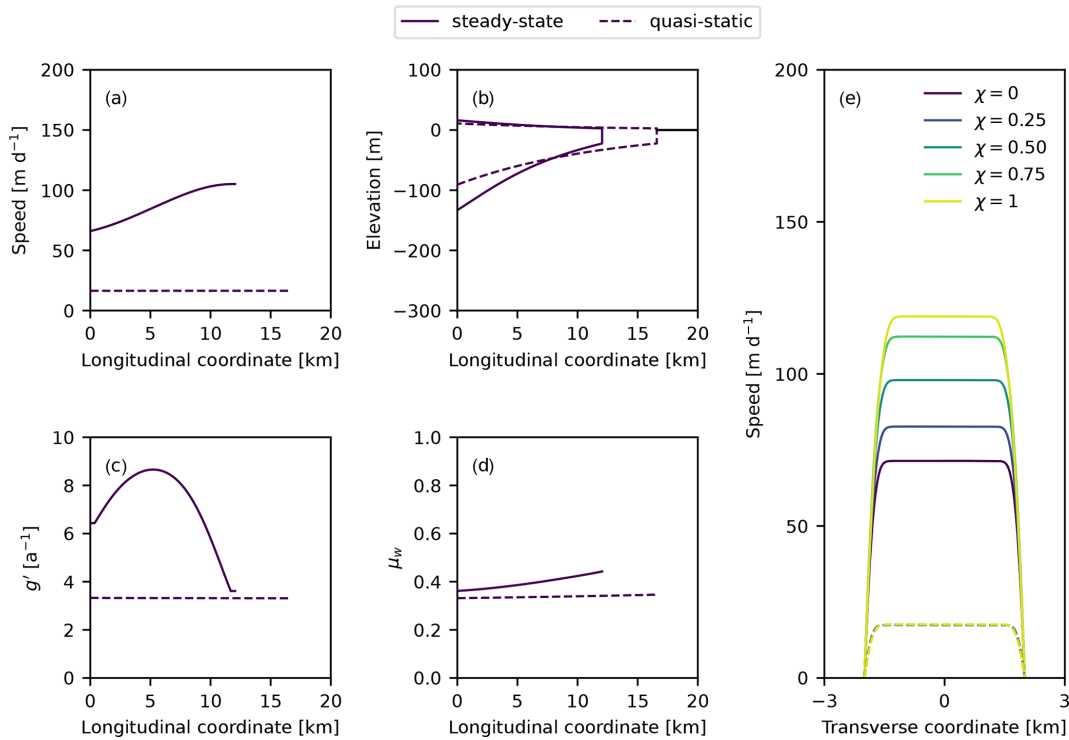 steady-state quasi-static
(a)
200
150
100
50
0
Speed [m d⁻¹]
0 5 10 15 20
Longitudinal coordinate [km]
(b)
100
0
−100
−200
−300
Elevation [m]
0 5 10 15 20
Longitudinal coordinate [km]
(c)
10
8
6
4
2
0
g′ [a⁻¹]
0 5 10 15 20
Longitudinal coordinate [km]
(d)
1.0
0.8
0.6
0.4
0.2
0.0
μ_w
0 5 10 15 20
Longitudinal coordinate [km]
(e)
χ = 0
χ = 0.25
χ = 0.50
χ = 0.75
χ = 1
200
150
100
50
0
Speed [m d⁻¹]
−3 0 3
Transverse coordinate [km]